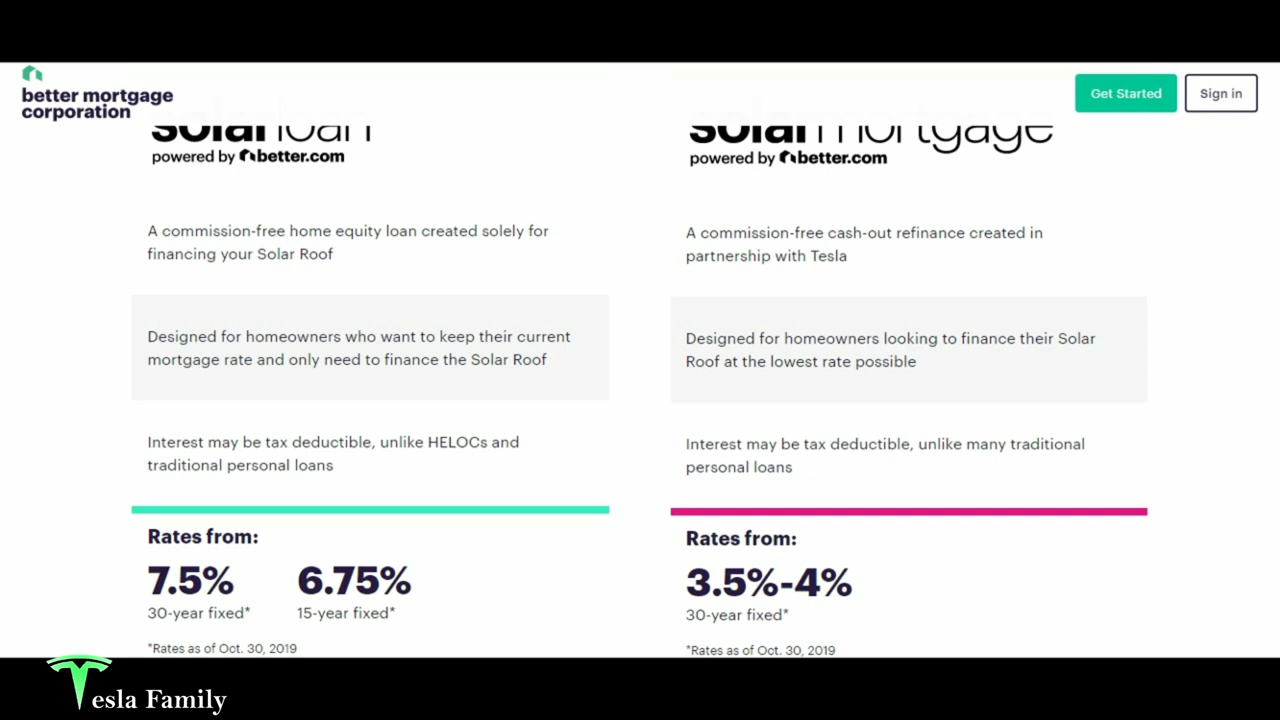 better mortgage
corporation
Get Started
Sign in
solarloan
powered by better.com
A commission-free home equity loan created solely for
financing your Solar Roof
Designed for homeowners who want to keep their current
mortgage rate and only need to finance the Solar Roof
Interest may be tax deductible, unlike HELOCs and
traditional personal loans
Rates from:
7.5% 6.75%
30-year fixed* 15-year fixed*
*Rates as of Oct. 30, 2019
solarmortgage
powered by better.com
A commission-free cash-out refinance created in
partnership with Tesla
Designed for homeowners looking to finance their Solar
Roof at the lowest rate possible
Interest may be tax deductible, unlike many traditional
personal loans
Rates from:
3.5%-4%
30-year fixed*
*Rates as of Oct. 30, 2019
Tesla Family